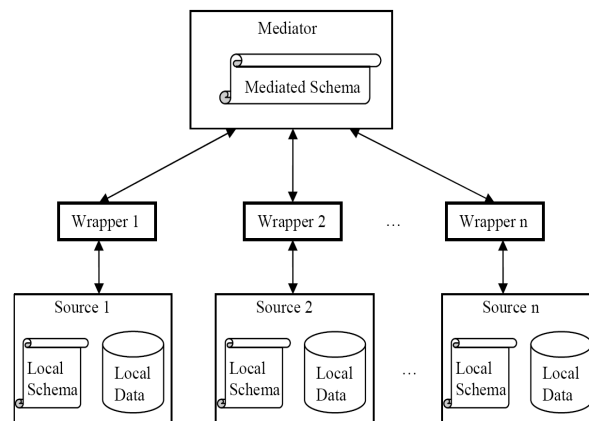 Mediator
Mediated Schema
Wrapper 1
Wrapper 2
...
Wrapper n
Source 1
Source 2
Source n
Local
Schema
Local
Data
Local
Schema
Local
Data
...
Local
Schema
Local
Data